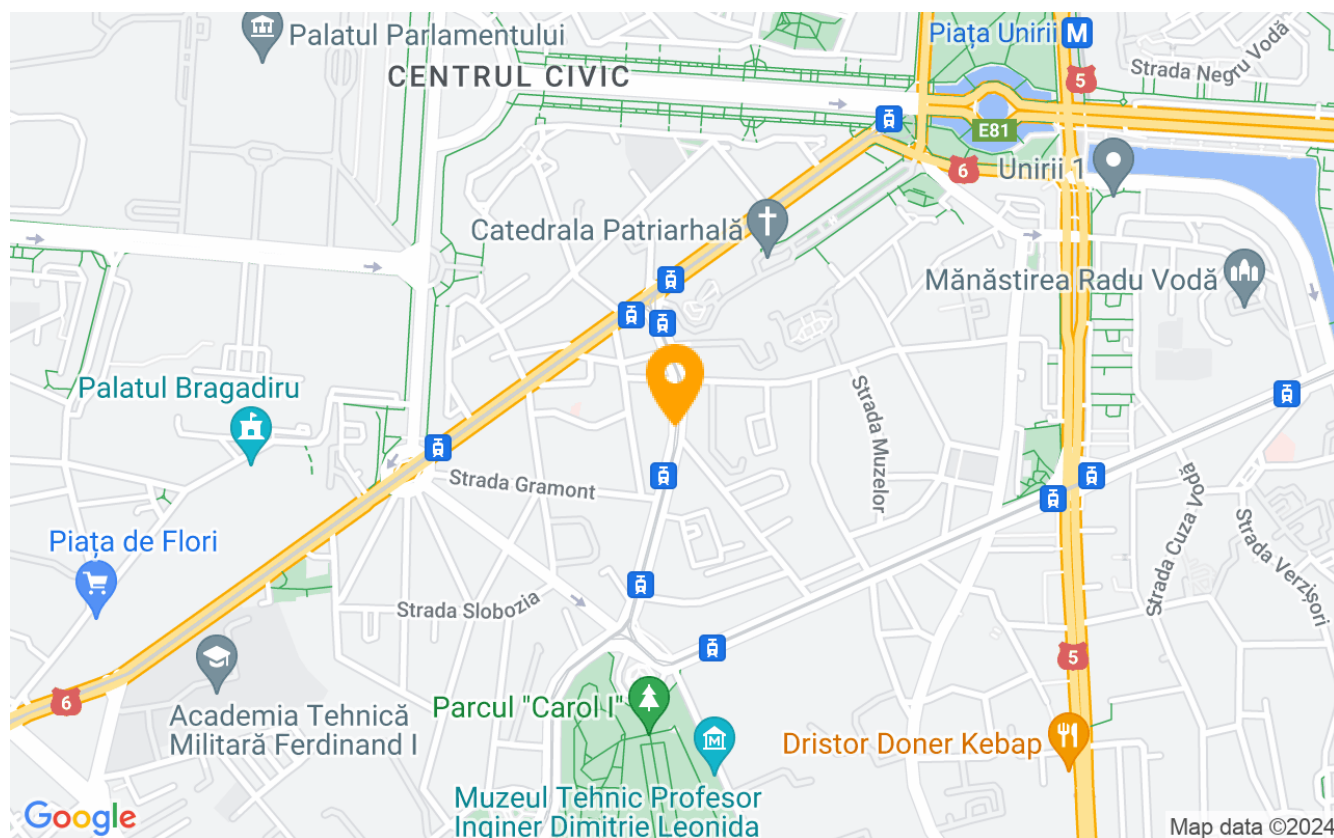 Palatul Parlamentului
CENTRUL CIVIC
Piața Unirii
M
Strada Negru Vodă
5
E81
6
Unirii 1
Catedrala Patriarhală
Mănăstirea Radu Vodă
Palatul Bragadiru
Strada Muzelor
Strada Gramont
Strada Cuza Vodă
Strada Verzișori
Piața de Flori
Strada Slobozia
5
6
Academia Tehnică
Militară Ferdinand I
Parcul "Carol I"
Dristor Doner Kebap
M
Muzeul Tehnic Profesor
Inginer Dimitrie Leonida
Google
Map data ©2024